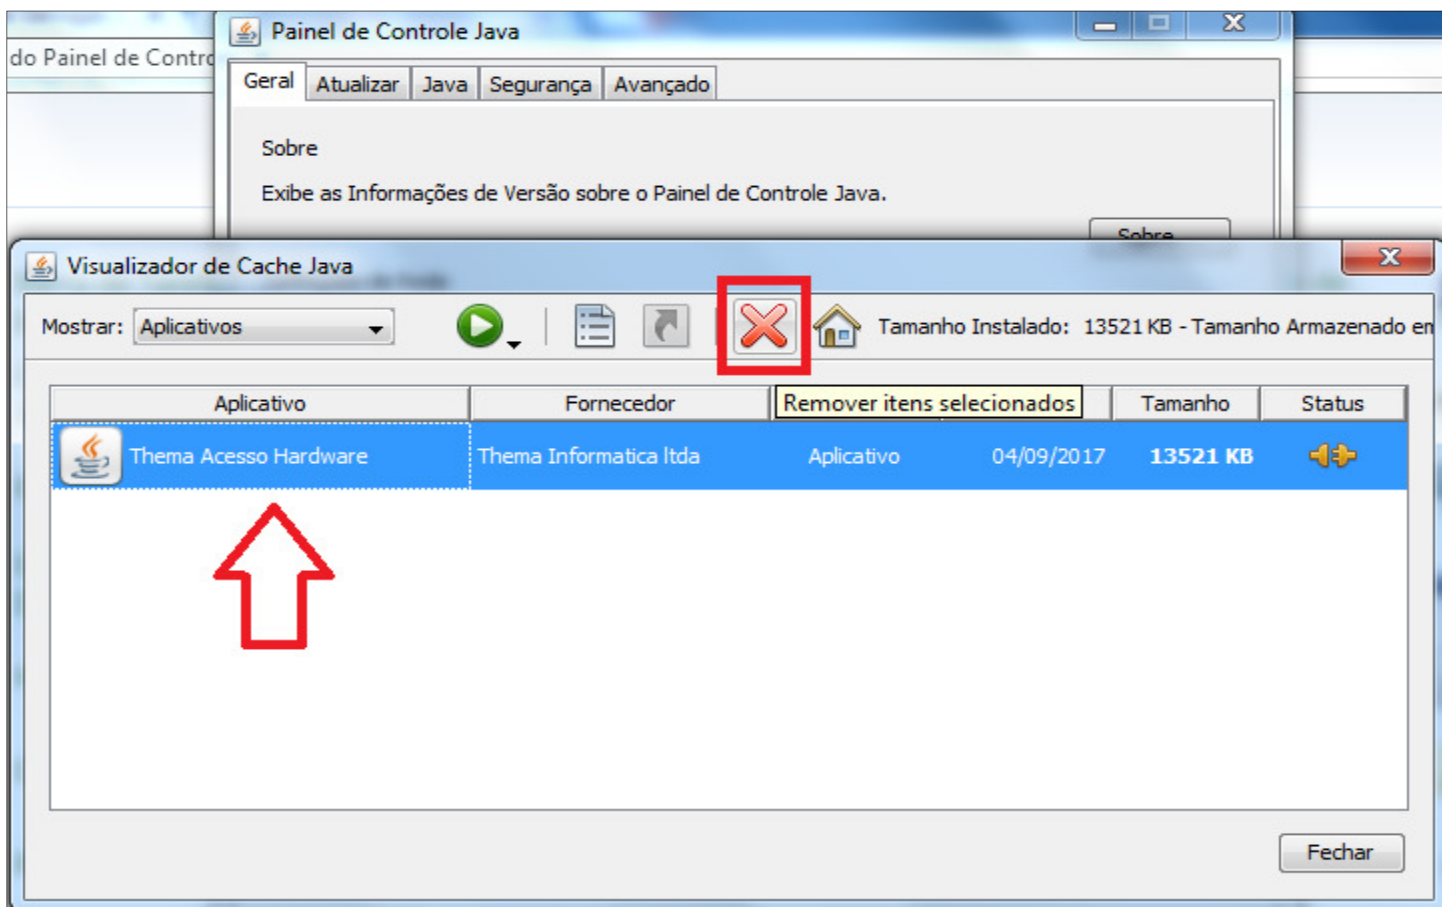 Painel de Controle Java
do Painel de Contro
Geral Atualizar Java Segurança Avançado
Sobre
Exibe as Informações de Versão sobre o Painel de Controle Java.
Sobre...
Visualizador de Cache Java
Mostrar: Aplicativos Tamanho Instalado: 13521 KB - Tamanho Armazenado em
Aplicativo Fornecedor Remover itens selecionados Tamanho Status
Thema Acesso Hardware Thema Informatica ltda Aplicativo 04/09/2017 13521 KB
Fechar